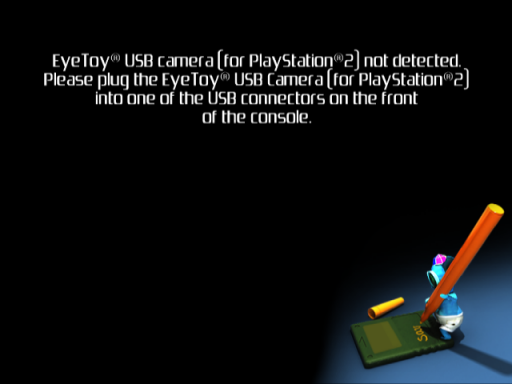 EyeToy® USB camera (for PlayStation®2) not detected.
Please plug the EyeToy® USB Camera (for PlayStation®2)
into one of the USB connectors on the front
of the console.